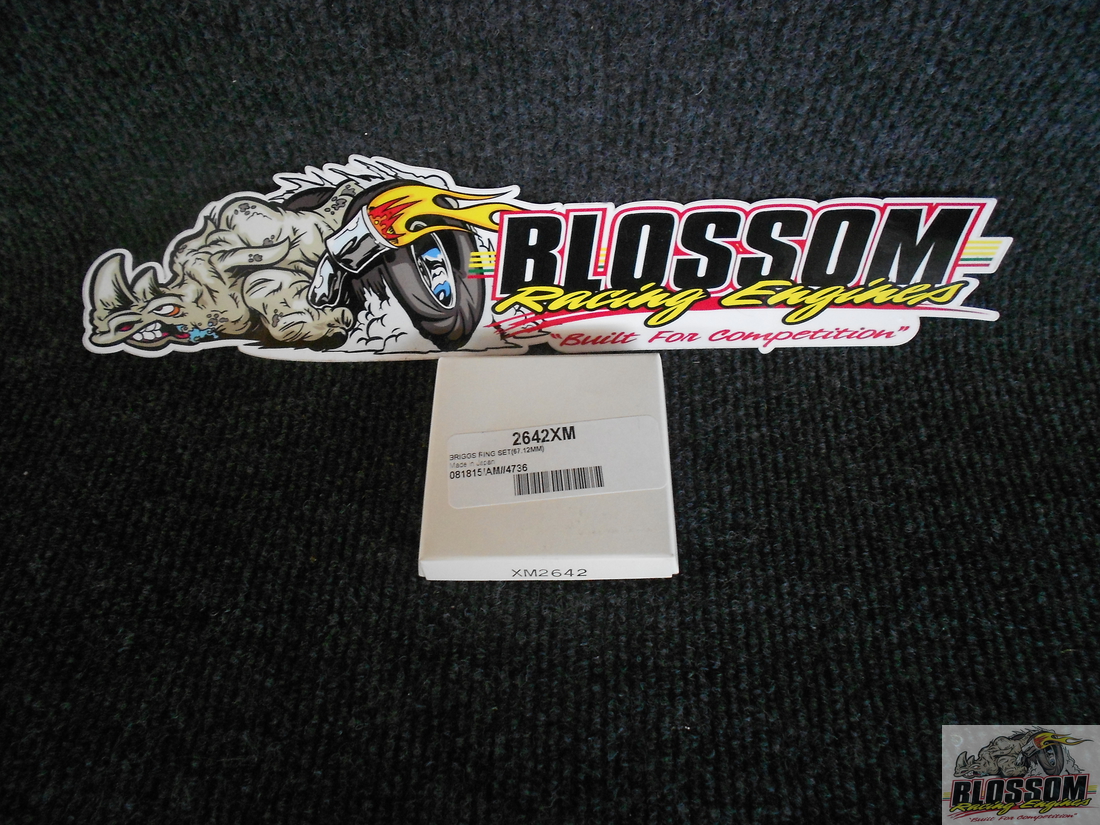 BLOSSOM
Racing Engines
"Built For Competition"
2642XM
BRIGGS RING SET(67.12MM)
Made in Japan
081815!AM//4736
XM2642
BLOSSOM
Racing Engines
"Built For Competition"